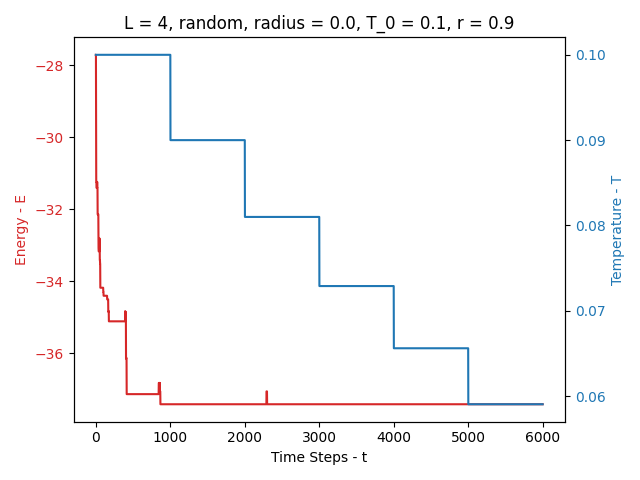 L = 4, random, radius = 0.0, T_0 = 0.1, r = 0.9
−28
−30
−32
−34
−36
Energy - E
0.10
0.09
0.08
0.07
0.06
Temperature - T
0 1000 2000 3000 4000 5000 6000
Time Steps - t